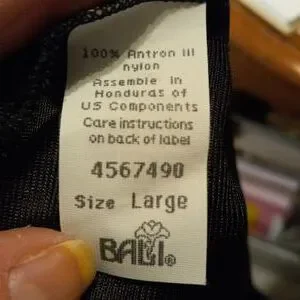 100% Antron III
nylon
Assemble in
Honduras of
US Components
Care instructions
on back of label
4567490
Size Large
BALI®